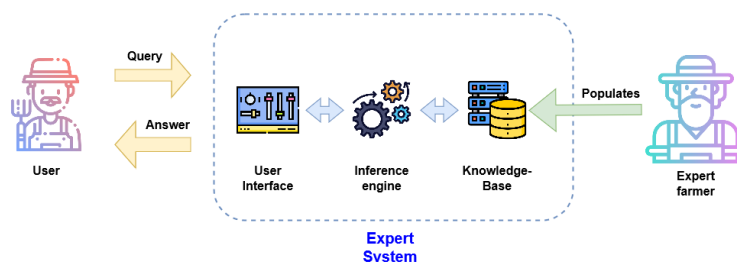 Query
Answer
User
User
Interface
Inference
engine
Knowledge-
Base
Populates
Expert
farmer
Expert
System